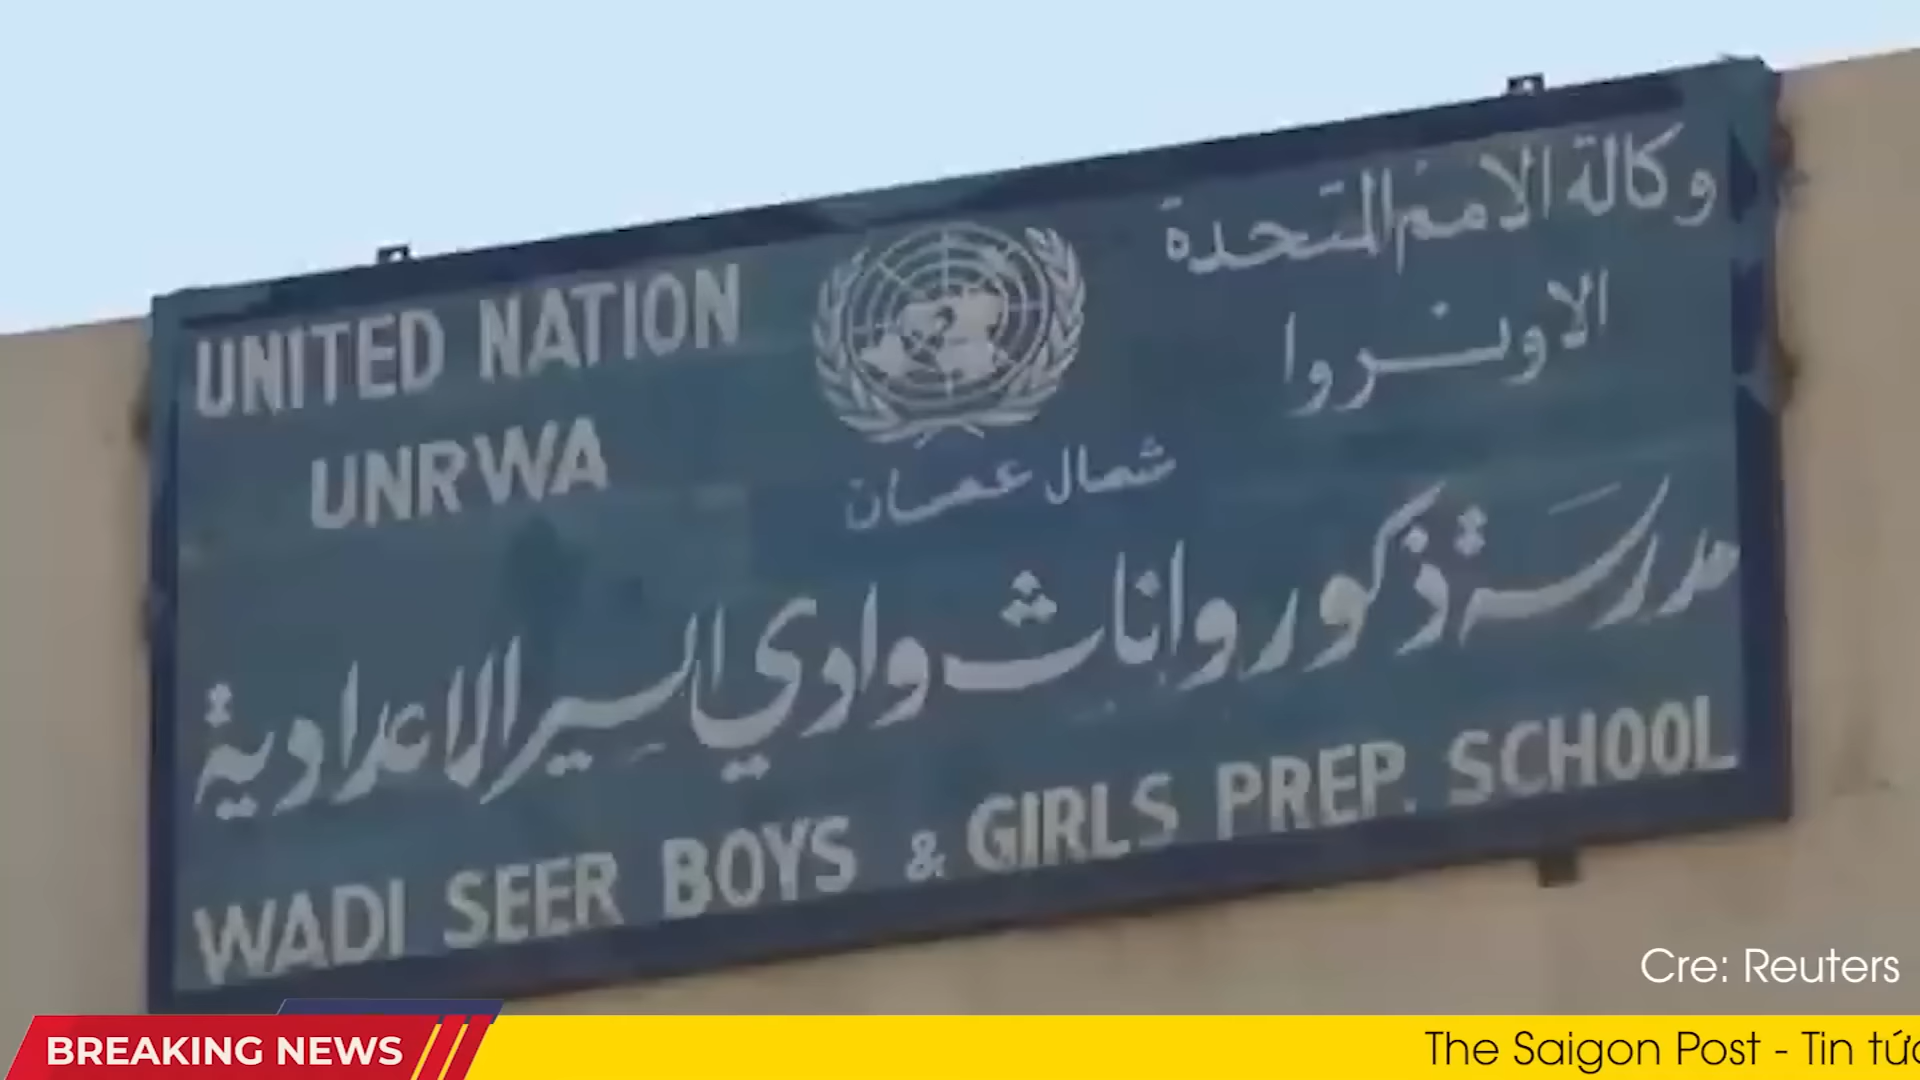 UNITED NATION
UNRWA
وكالة الامم المتحدة
الاونروا
شمال عمان
مدرسة ذكور واناث وادي السير الاعدادية
WADI SEER BOYS & GIRLS PREP. SCHOOL
Cre: Reuters
BREAKING NEWS
The Saigon Post - Tin tức